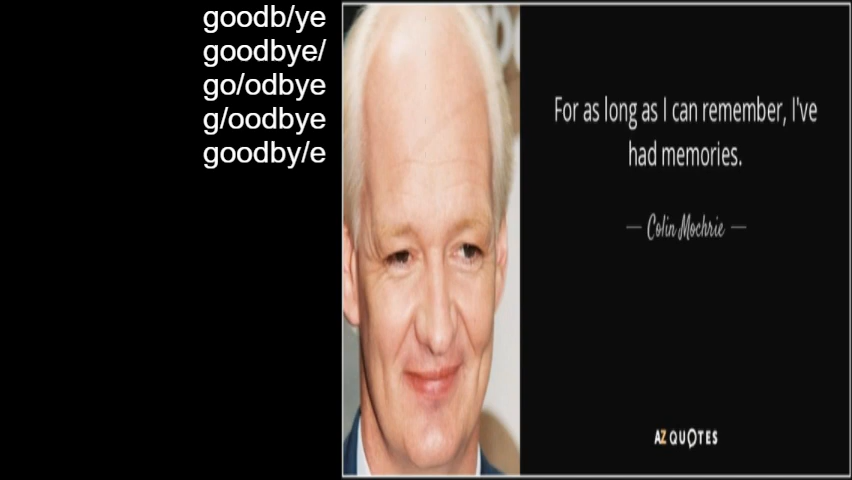 goodb/ye
goodbye/
go/odbye
g/oodbye
goodby/e
For as long as I can remember, I've
had memories.
— Colin Mochrie —
AZ QUOTES